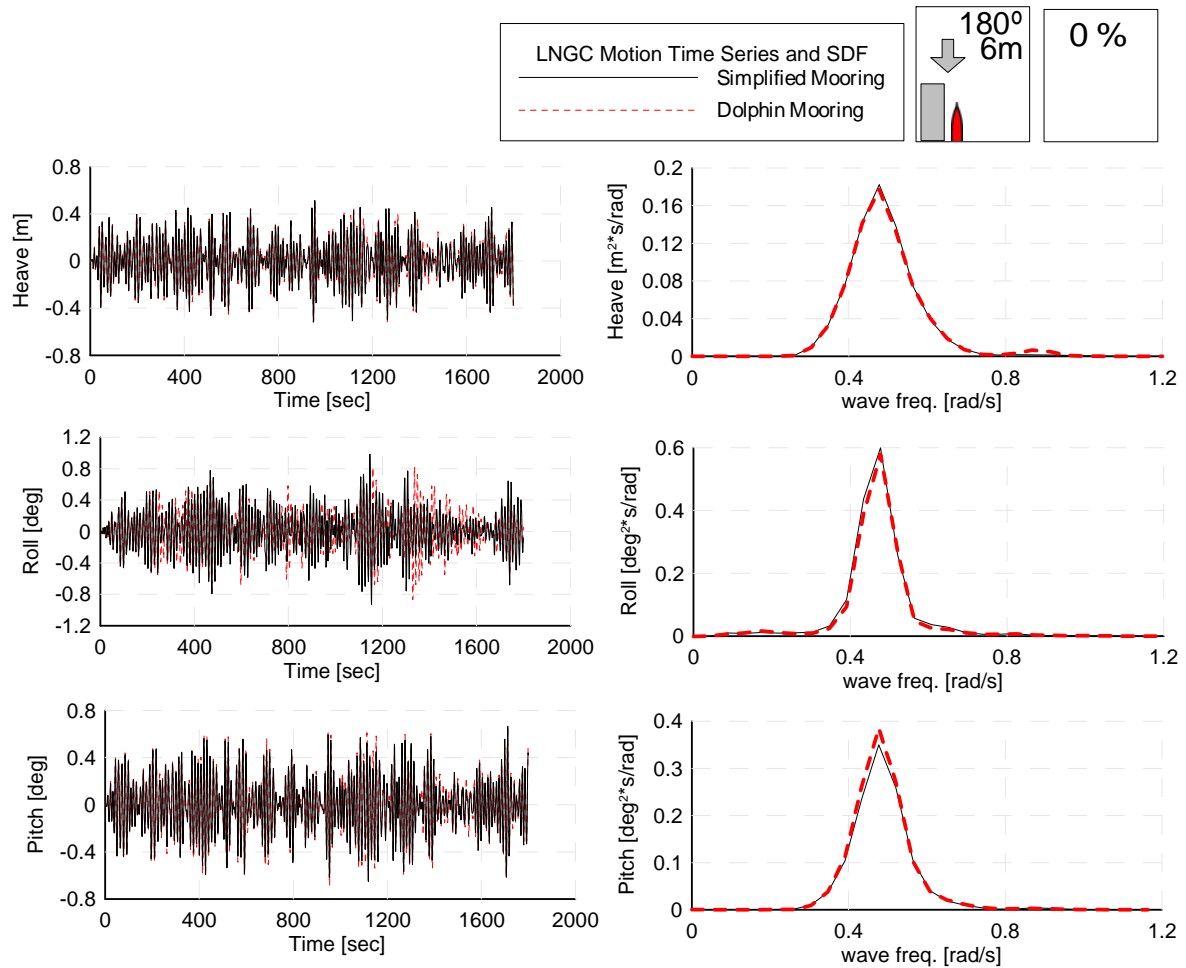 LNGC Motion Time Series and SDF
Simplified Mooring
Dolphin Mooring
180⁰
6m
0 %
0.8
0.4
0
-0.4
-0.8
Heave [m]
0 400 800 1200 1600 2000
Time [sec]
0.2
0.16
0.12
0.08
0.04
0
Heave [m²*s/rad]
0 0.4 0.8 1.2
wave freq. [rad/s]
1.2
0.8
0.4
0
-0.4
-0.8
-1.2
Roll [deg]
0 400 800 1200 1600 2000
Time [sec]
0.6
0.4
0.2
0
Roll [deg²*s/rad]
0 0.4 0.8 1.2
wave freq. [rad/s]
0.8
0.4
0
-0.4
-0.8
Pitch [deg]
0 400 800 1200 1600 2000
Time [sec]
0.4
0.3
0.2
0.1
0
Pitch [deg²*s/rad]
0 0.4 0.8 1.2
wave freq. [rad/s]